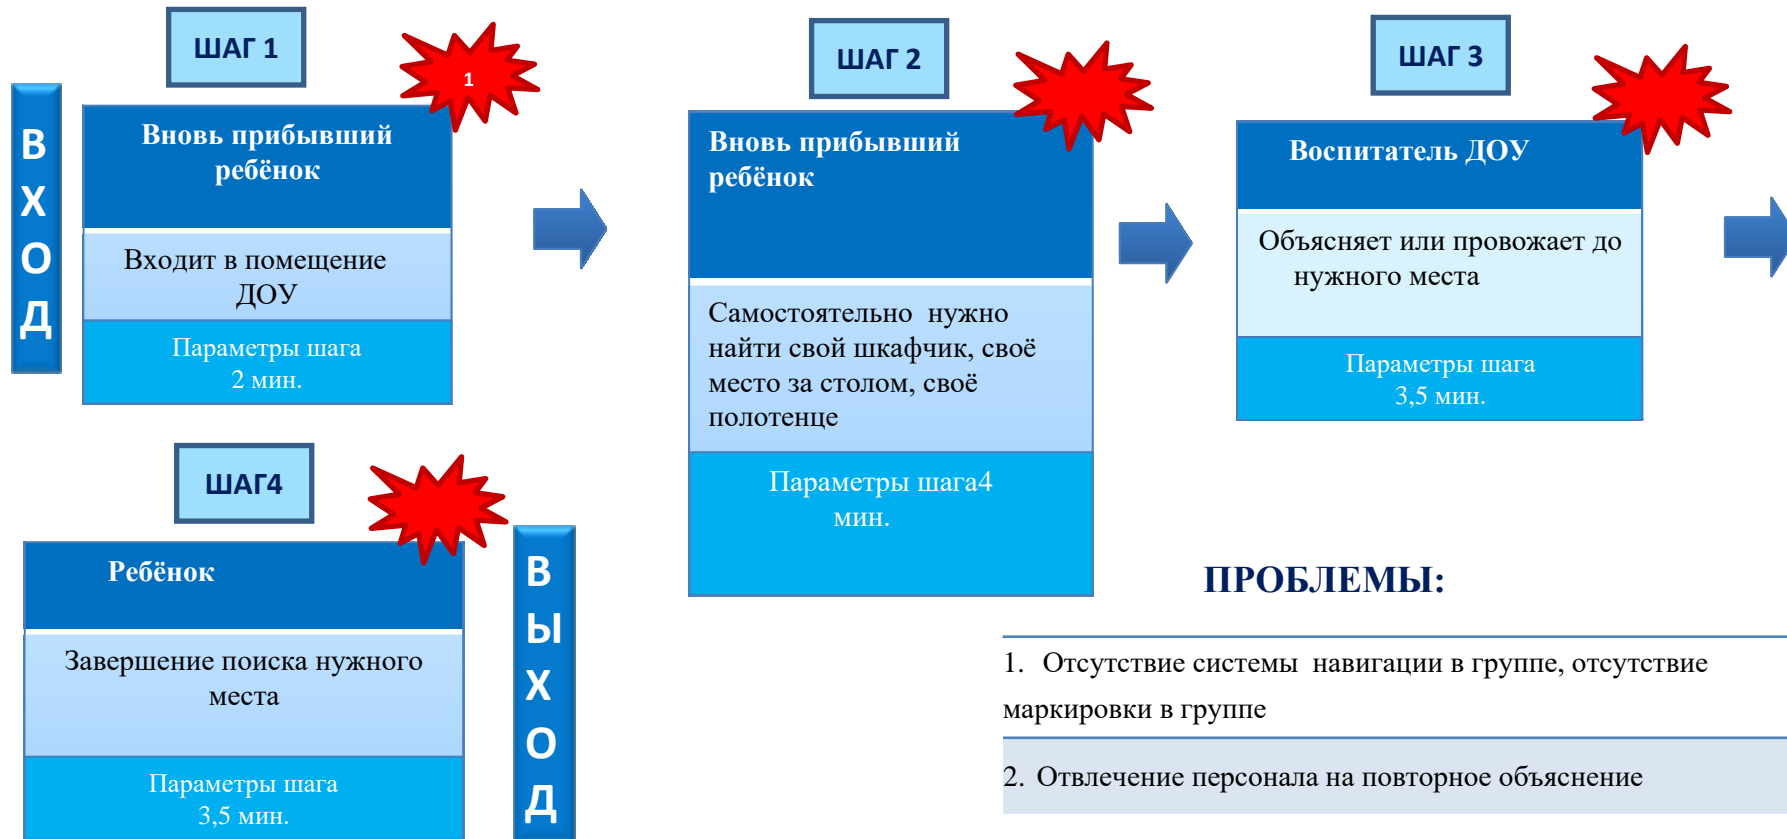 ВХОД
ШАГ 1
1
Вновь прибывший
ребёнок
Входит в помещение
ДОУ
Параметры шага
2 мин.
ШАГ 2
Вновь прибывший
ребёнок
Самостоятельно нужно
найти свой шкафчик, своё
место за столом, своё
полотенце
Параметры шага4
мин.
ШАГ 3
Воспитатель ДОУ
Объясняет или провожает до
нужного места
Параметры шага
3,5 мин.
ШАГ4
Ребёнок
Завершение поиска нужного
места
Параметры шага
3,5 мин.
ВЫХОД
ПРОБЛЕМЫ:
1. Отсутствие системы навигации в группе, отсутствие
маркировки в группе
2. Отвлечение персонала на повторное объяснение